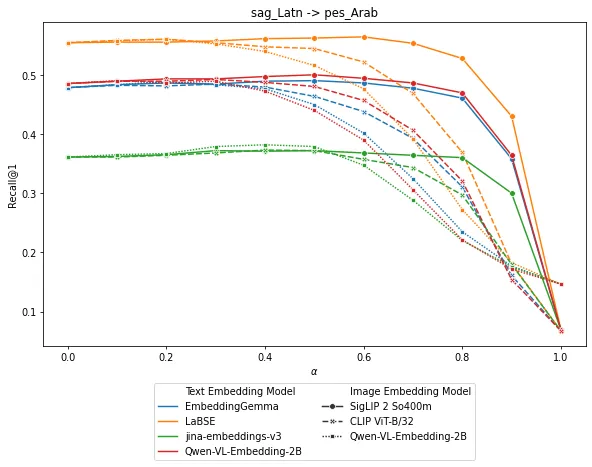 sag_Latn -> pes_Arab
Recall@1
0.5
0.4
0.3
0.2
0.1
0.0 0.2 0.4 0.6 0.8 1.0
α
Text Embedding Model
EmbeddingGemma
LaBSE
jina-embeddings-v3
Qwen-VL-Embedding-2B
Image Embedding Model
SigLIP 2 So400m
CLIP ViT-B/32
Qwen-VL-Embedding-2B